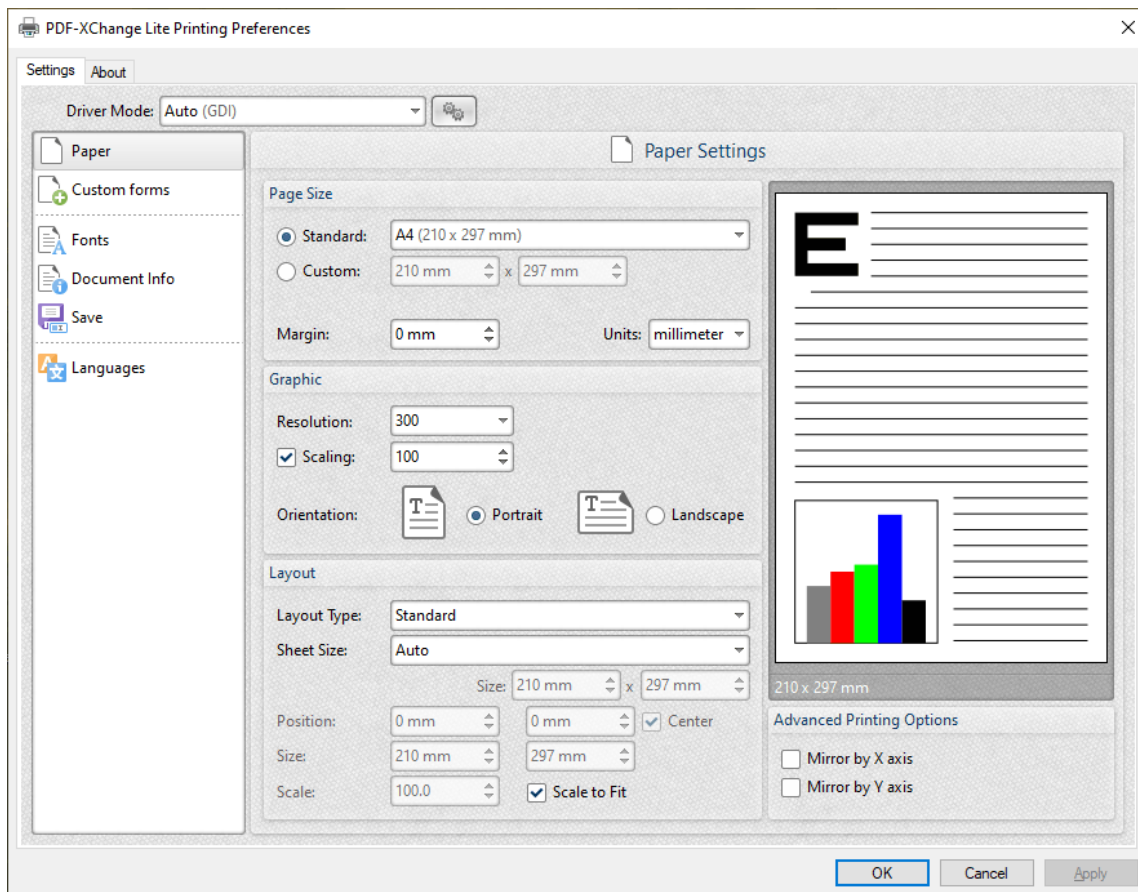 PDF-XChange Lite Printing Preferences
Settings About
Driver Mode: Auto (GDI)
Paper
Custom forms
Fonts
Document Info
Save
Languages
Paper Settings
Page Size
Standard: A4 (210 x 297 mm)
Custom: 210 mm x 297 mm
Margin: 0 mm Units: millimeter
Graphic
Resolution: 300
Scaling: 100
Orientation: T Portrait T Landscape
Layout
Layout Type: Standard
Sheet Size: Auto
Size: 210 mm x 297 mm
Position: 0 mm 0 mm Center
Size: 210 mm 297 mm
Scale: 100.0 Scale to Fit
E
210 x 297 mm
Advanced Printing Options
Mirror by X axis
Mirror by Y axis
OK Cancel Apply